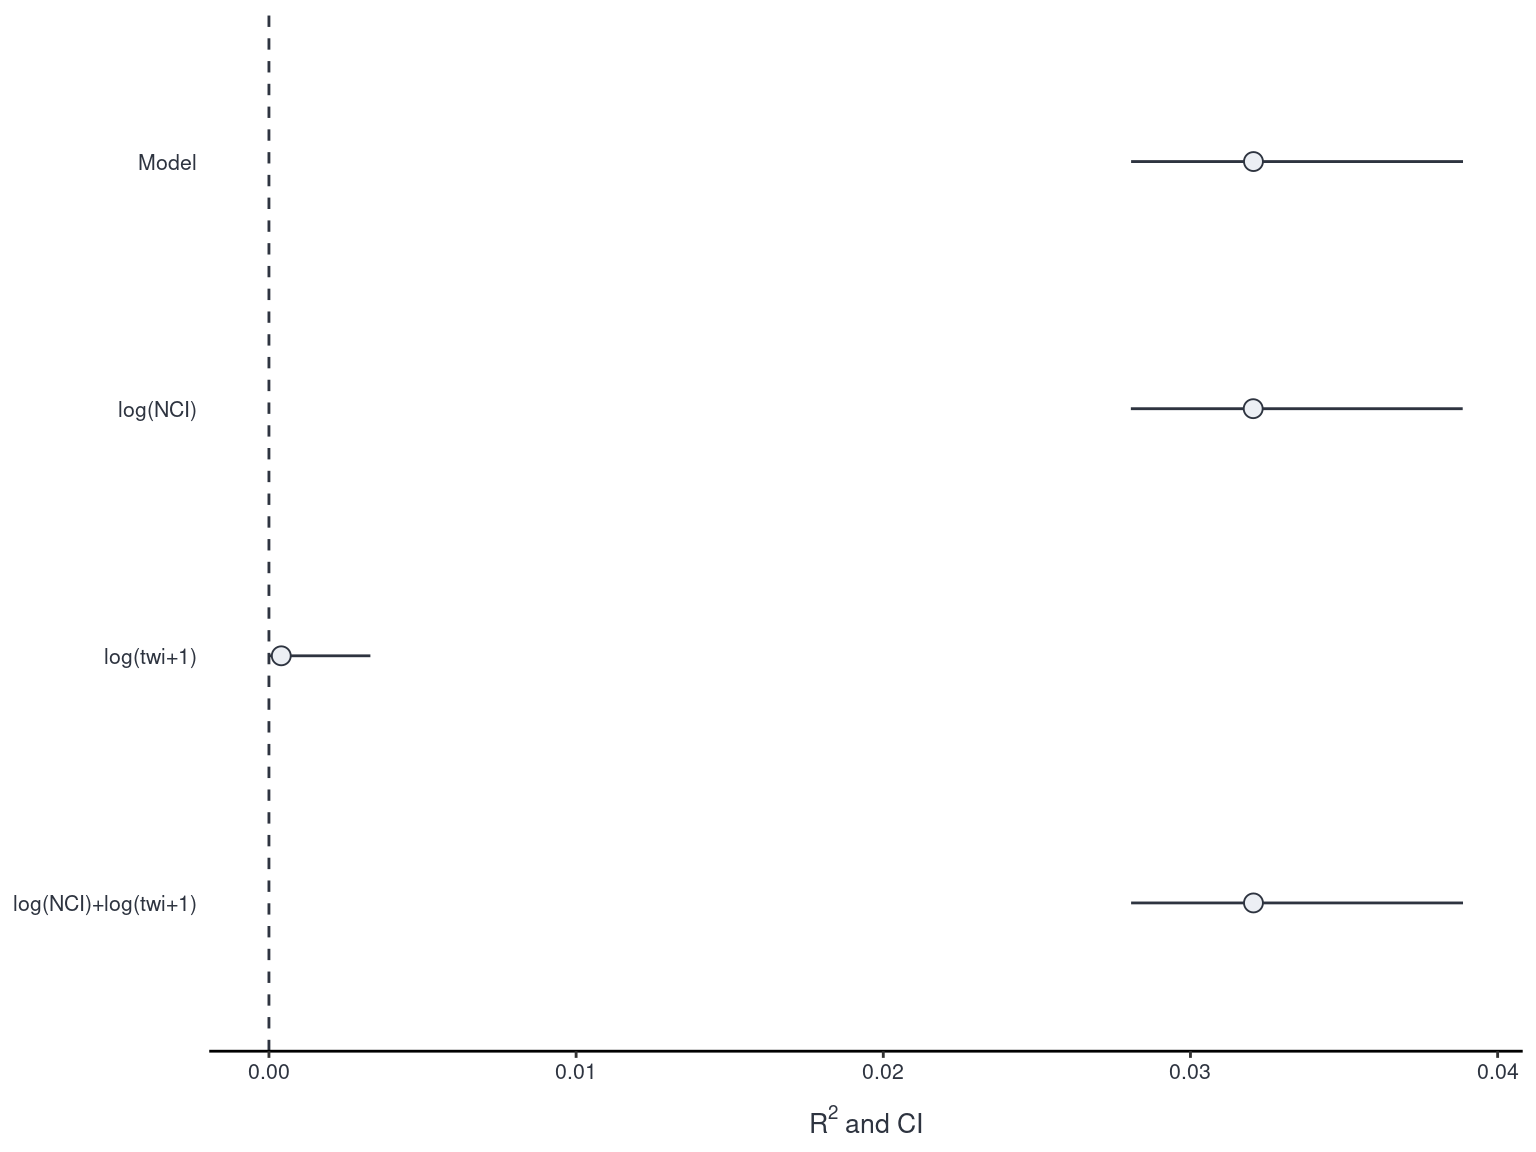 Model
log(NCI)
log(twi+1)
log(NCI)+log(twi+1)
0.00 0.01 0.02 0.03 0.04
R² and CI